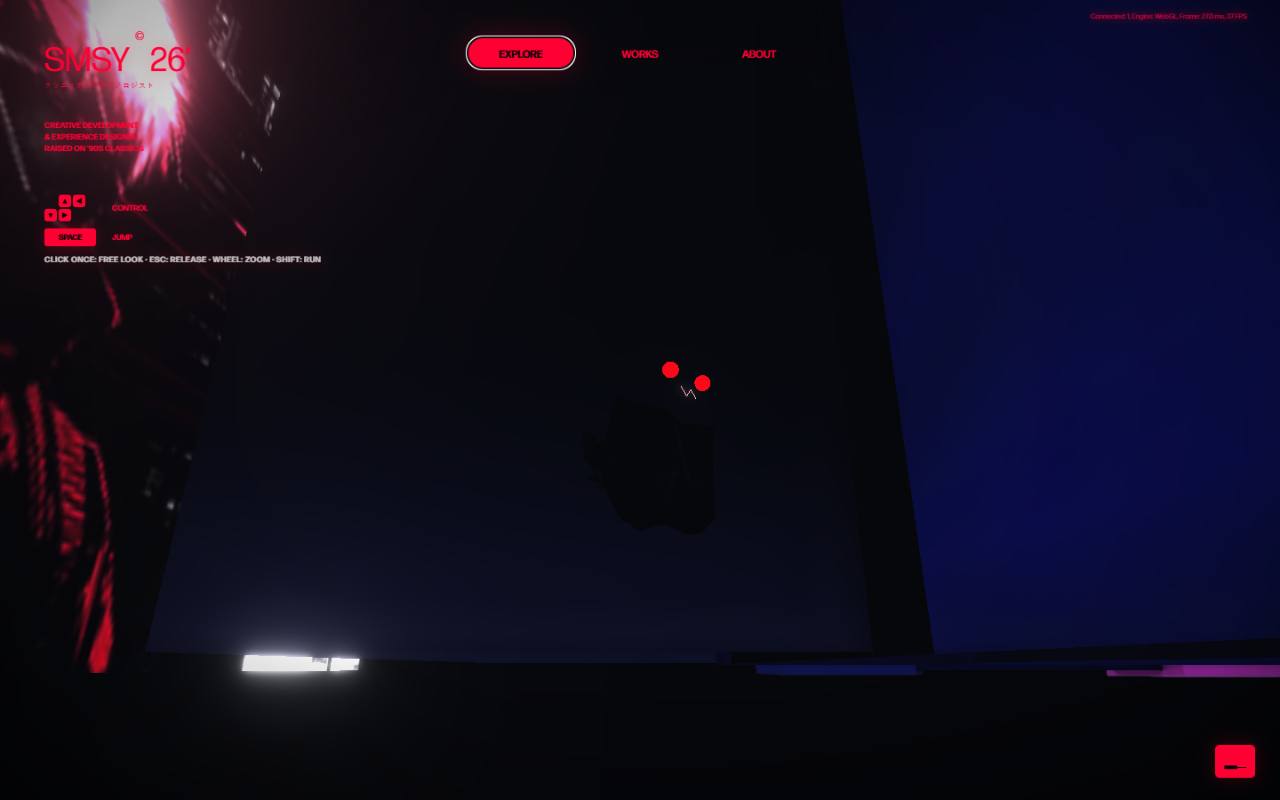 SMSY © 26'
EXPLORE
WORKS
ABOUT
CREATIVE DEVELOPMENT
& EXPERIENCE DESIGN
RAISED ON '90S CLASSICS
CONTROL
SPACE
JUMP
CLICK ONCE: FREE LOOK - ESC: RELEASE - WHEEL: ZOOM - SHIFT: RUN